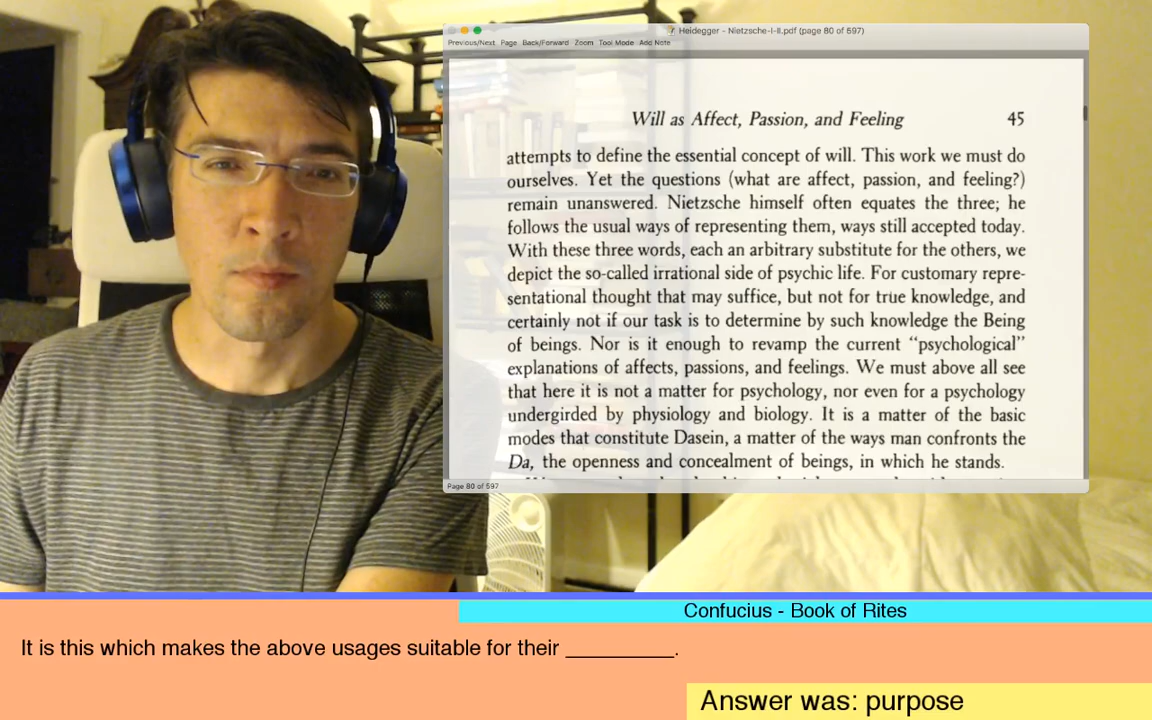 Heidegger - Nietzsche-I-II.pdf (page 80 of 597)
Previous/Next Page Back/Forward Zoom Tool Mode Add Note
Will as Affect, Passion, and Feeling 45
attempts to define the essential concept of will. This work we must do
ourselves. Yet the questions (what are affect, passion, and feeling?)
remain unanswered. Nietzsche himself often equates the three; he
follows the usual ways of representing them, ways still accepted today.
With these three words, each an arbitrary substitute for the others, we
depict the so-called irrational side of psychic life. For customary repre-
sentational thought that may suffice, but not for true knowledge, and
certainly not if our task is to determine by such knowledge the Being
of beings. Nor is it enough to revamp the current “psychological”
explanations of affects, passions, and feelings. We must above all see
that here it is not a matter for psychology, nor even for a psychology
undergirded by physiology and biology. It is a matter of the basic
modes that constitute Dasein, a matter of the ways man confronts the
Da, the openness and concealment of beings, in which he stands.
Page 80 of 597
Confucius - Book of Rites
It is this which makes the above usages suitable for their __________.
Answer was: purpose